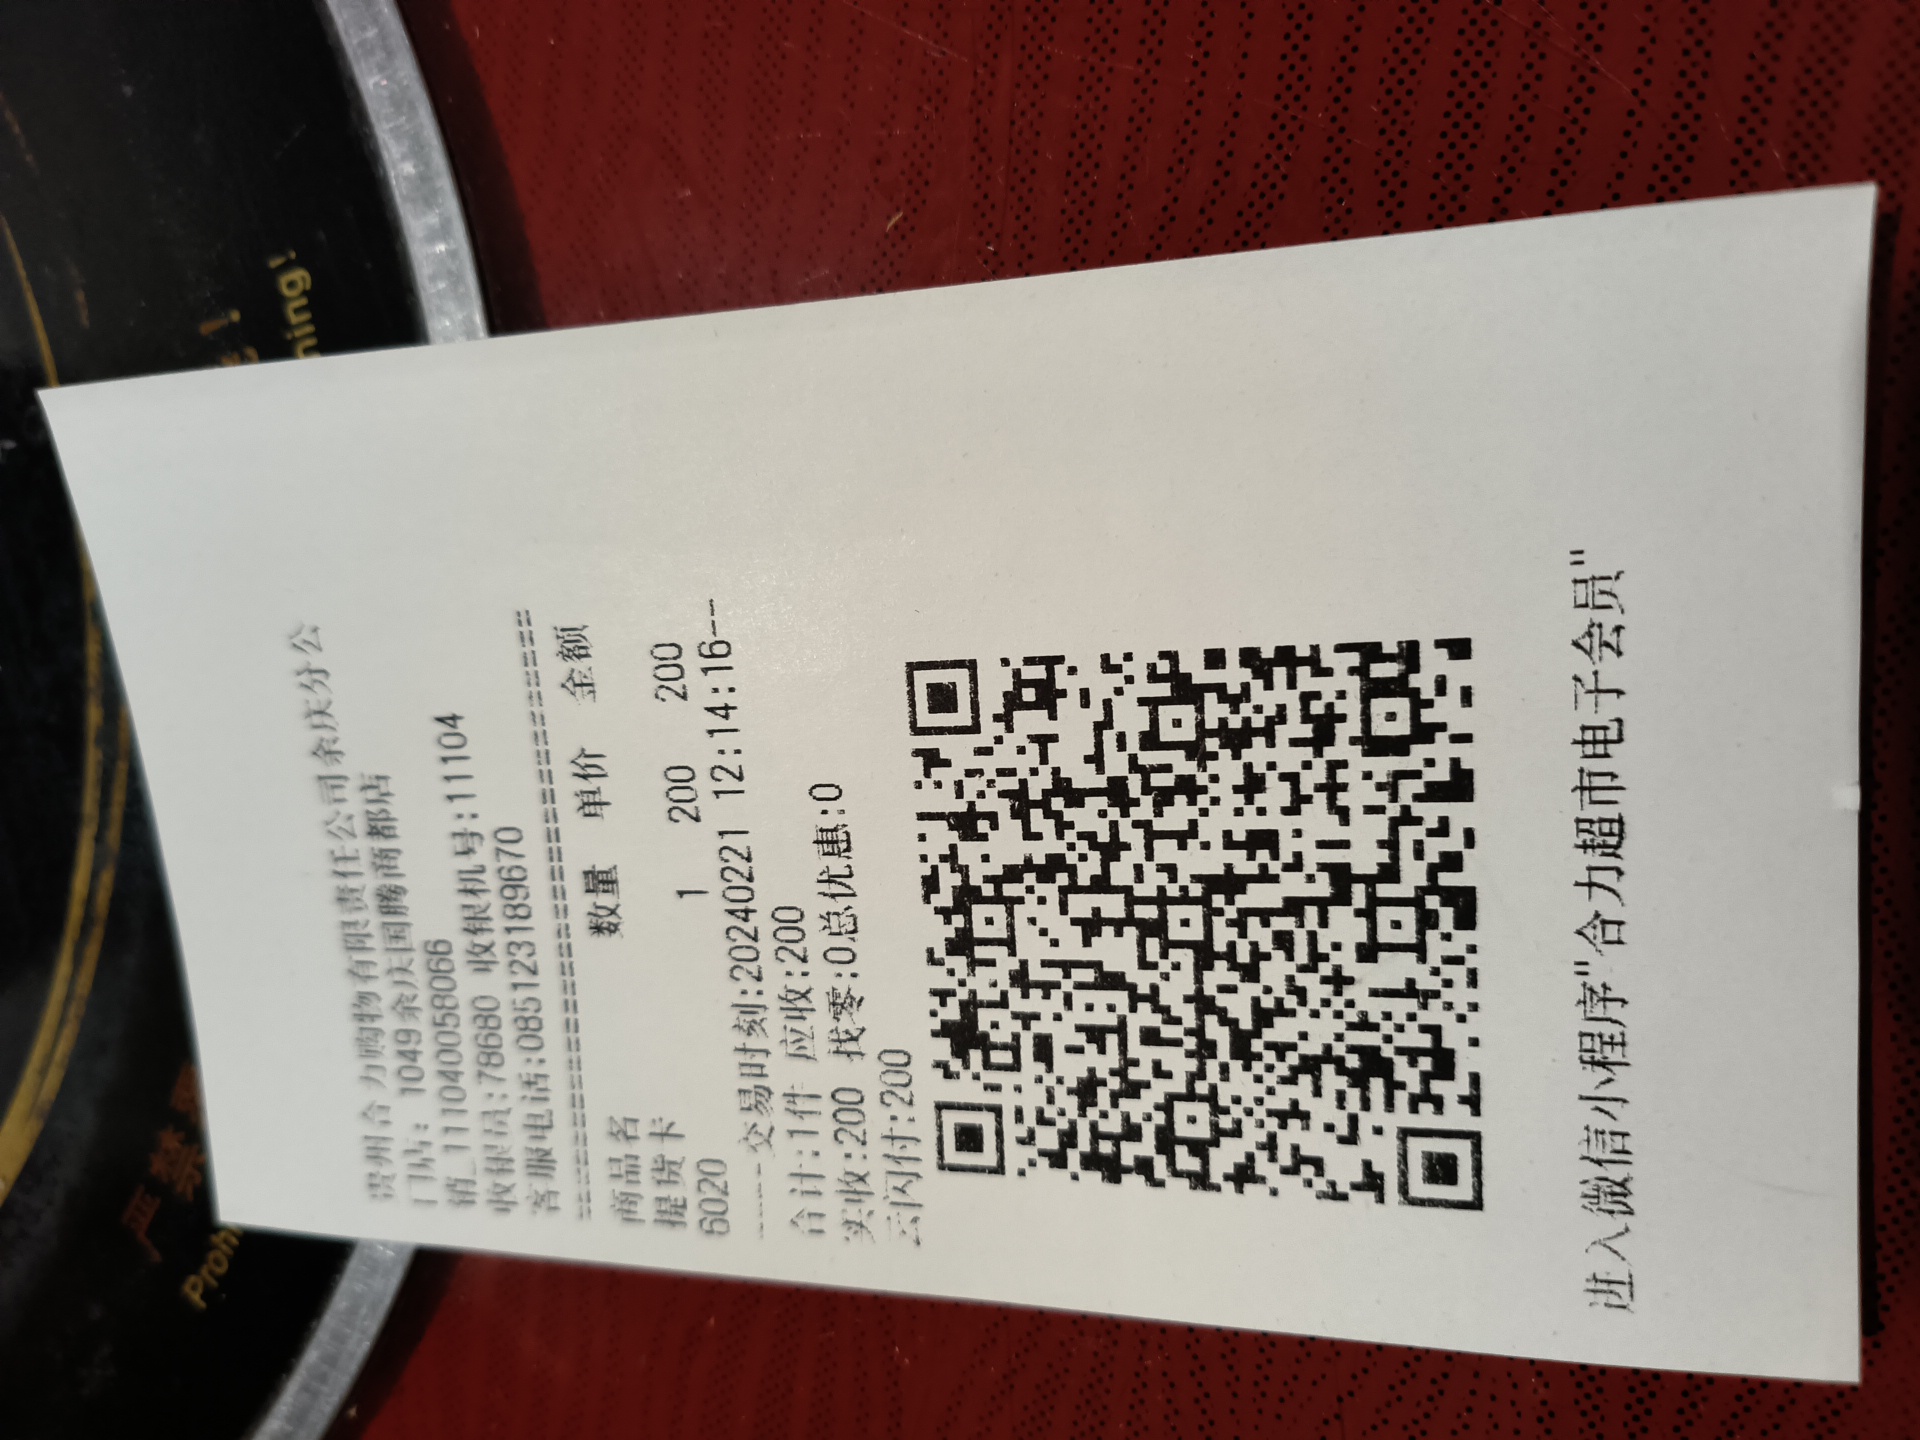 贵州合力购物有限责任公司余庆分公
门店: 1049余庆国腾商都店
销_111040058066
收银员:78680 收银机号:11104
客服电话:085123189670
================================
商品名 数量 单价 金额
提货卡
6020 1 200 200
----交易时刻:20240221 12:14:16---
合计:1件 应收:200
实收:200 找零:0总优惠:0
云闪付:200
进入微信小程序"合力超市电子会员"
严禁
Proh
ning!